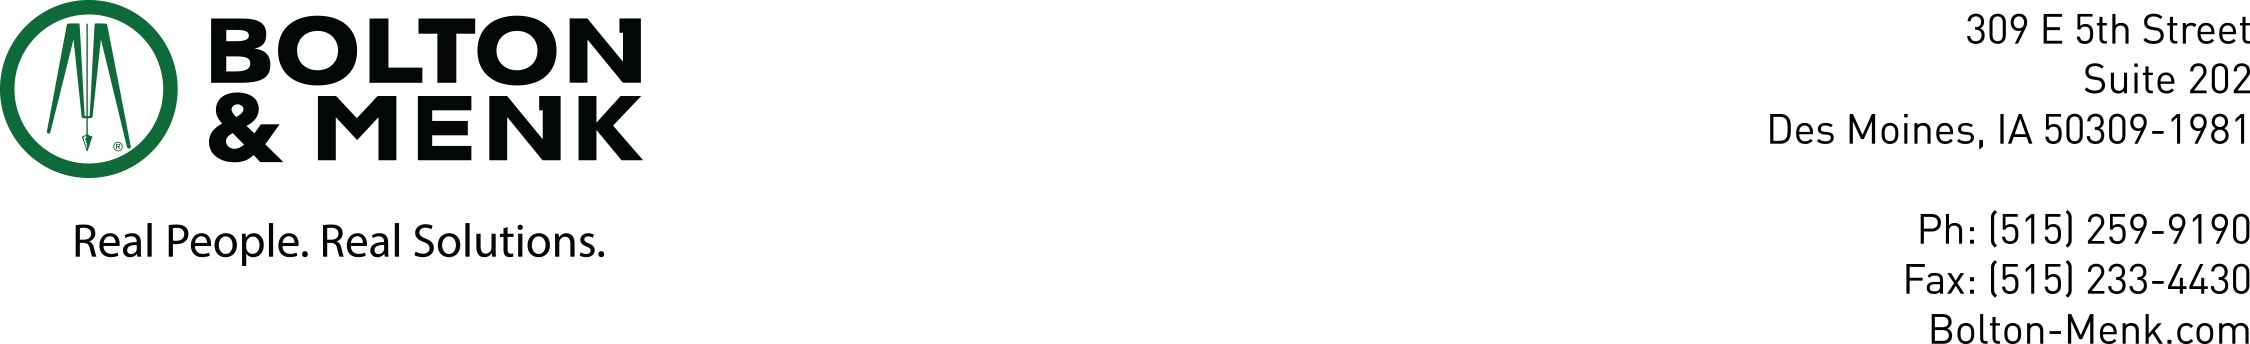 BOLTON
& MENK
®
Real People. Real Solutions.
309 E 5th Street
Suite 202
Des Moines, IA 50309-1981
Ph: (515) 259-9190
Fax: (515) 233-4430
Bolton-Menk.com